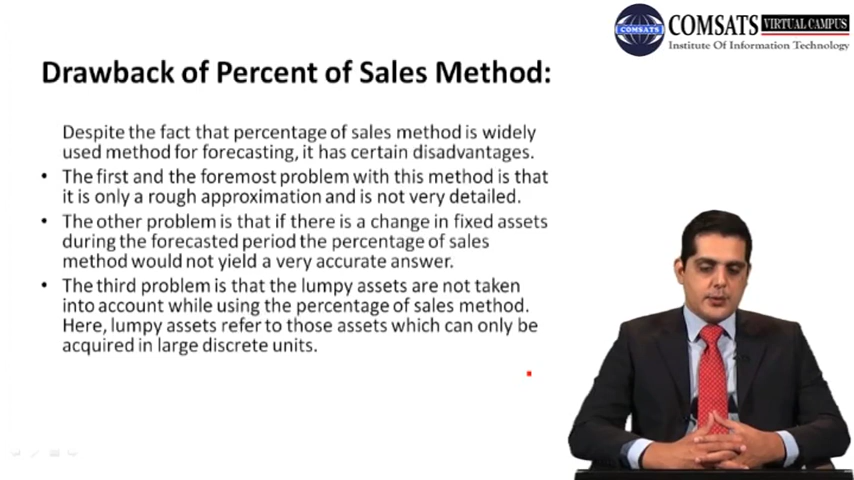 COMSATS
COMSATS VIRTUAL CAMPUS
Institute Of Information Technology
Drawback of Percent of Sales Method:
Despite the fact that percentage of sales method is widely
used method for forecasting, it has certain disadvantages.
• The first and the foremost problem with this method is that
it is only a rough approximation and is not very detailed.
• The other problem is that if there is a change in fixed assets
during the forecasted period the percentage of sales
method would not yield a very accurate answer.
• The third problem is that the lumpy assets are not taken
into account while using the percentage of sales method.
Here, lumpy assets refer to those assets which can only be
acquired in large discrete units.